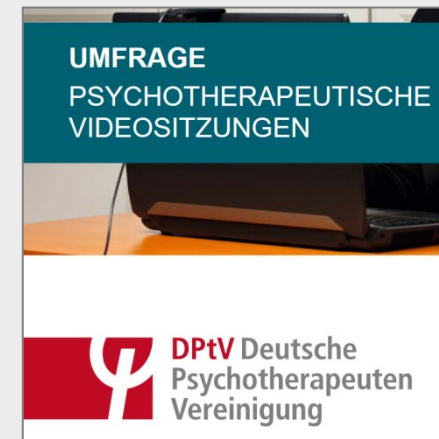 UMFRAGE
PSYCHOTHERAPEUTISCHE
VIDEOSITZUNGEN
DPtV Deutsche
Psychotherapeuten
Vereinigung